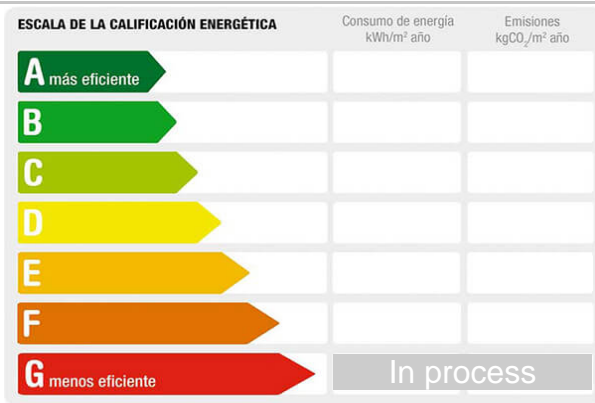 ESCALA DE LA CALIFICACIÓN ENERGÉTICA
Consumo de energía
kWh/m² año
Emisiones
kgCO₂/m² año
A más eficiente
B
C
D
E
F
G menos eficiente
In process